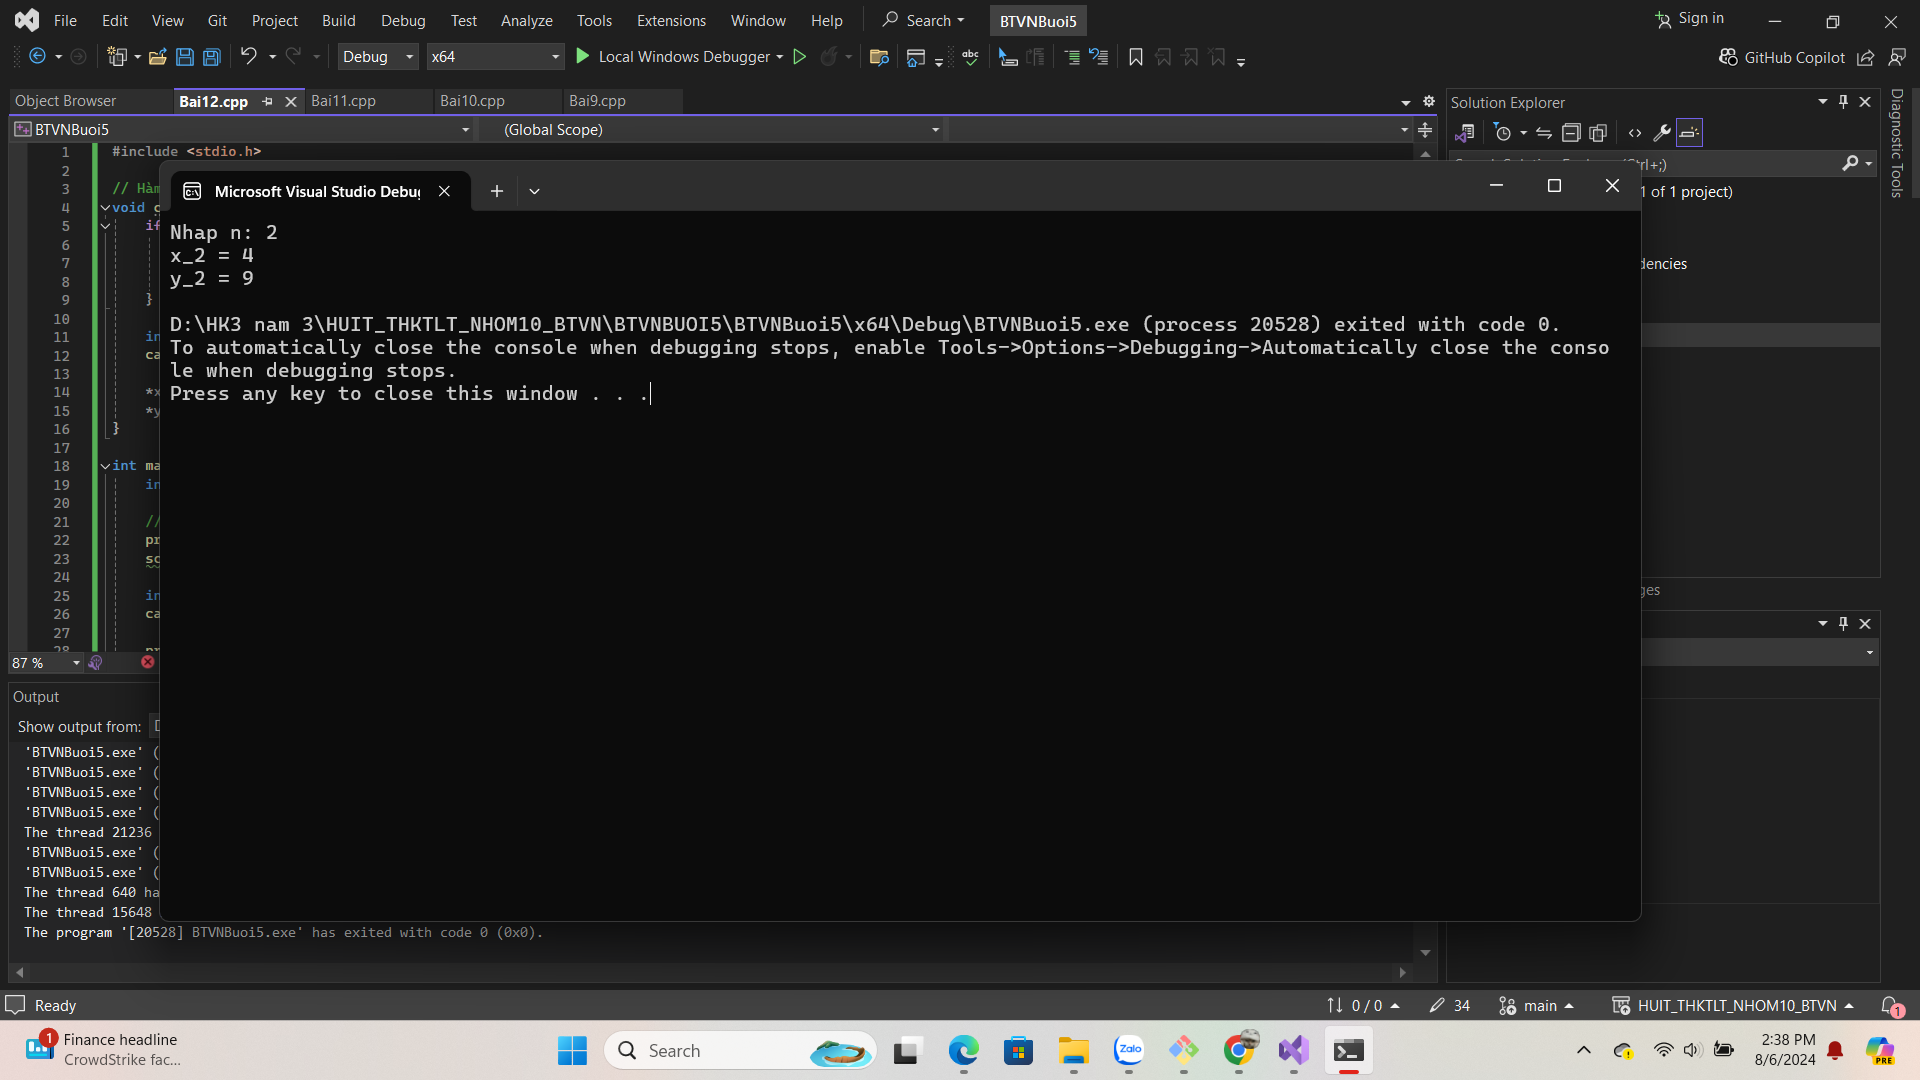 File Edit View Git Project Build Debug Test Analyze Tools Extensions Window Help Search BTVNBuoi5 Sign in
Debug x64 Local Windows Debugger GitHub Copilot
Object Browser Bai12.cpp Bai11.cpp Bai10.cpp Bai9.cpp
BTVNBuoi5 (Global Scope)
Solution Explorer
Diagnostic Tools
1 #include <stdio.h>
2
3 // Hàm
4 void
5 if
6
7
8
9 }
10
11 in
12 ca
13
14 *x
15 *y
16 }
17
18 int ma
19 in
20
21 //
22 pr
23 sc
24
25 in
26 ca
27
28 pr
Ctrl+;)
1 of 1 project)
dencies
ges
Microsoft Visual Studio Debu
Nhap n: 2
x_2 = 4
y_2 = 9
D:\HK3 nam 3\HUIT_THKTLT_NHOM10_BTVN\BTVNBUOI5\BTVNBuoi5\x64\Debug\BTVNBuoi5.exe (process 20528) exited with code 0.
To automatically close the console when debugging stops, enable Tools->Options->Debugging->Automatically close the conso
le when debugging stops.
Press any key to close this window . . .
87 %
Output
Show output from:
'BTVNBuoi5.exe' (
'BTVNBuoi5.exe' (
'BTVNBuoi5.exe' (
'BTVNBuoi5.exe' (
The thread 21236
'BTVNBuoi5.exe' (
'BTVNBuoi5.exe' (
The thread 640 ha
The thread 15648
The program '[20528] BTVNBuoi5.exe' has exited with code 0 (0x0).
Ready 0 / 0 34 main HUIT_THKTLT_NHOM10_BTVN 1
1 Finance headline
CrowdStrike fac...
Search
Zalo
2:38 PM
8/6/2024
PRE